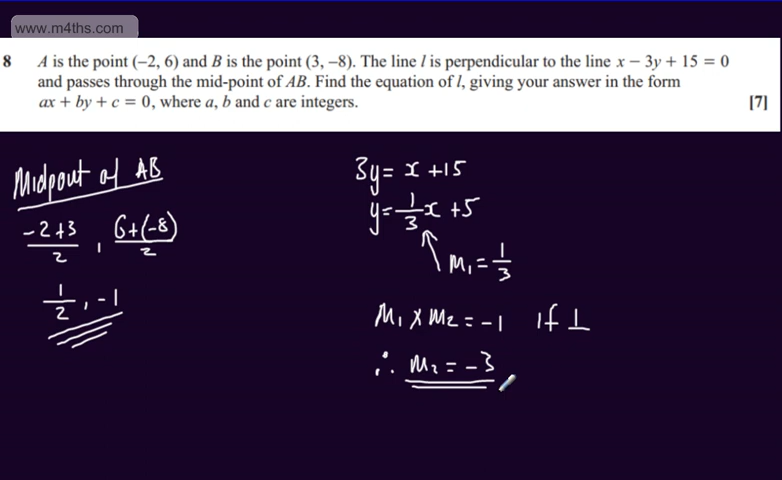 www.m4ths.com
8 A is the point (−2, 6) and B is the point (3, −8). The line l is perpendicular to the line x − 3y + 15 = 0
and passes through the mid-point of AB. Find the equation of l, giving your answer in the form
ax + by + c = 0, where a, b and c are integers. [7]
Midpout of AB
-2+3/2 , 6+(-8)/2
1/2 , -1
3y = x +15
y = 1/3 x +5
M₁ = 1/3
M₁ × M₂ = -1 if ⊥
∴ M₂ = -3